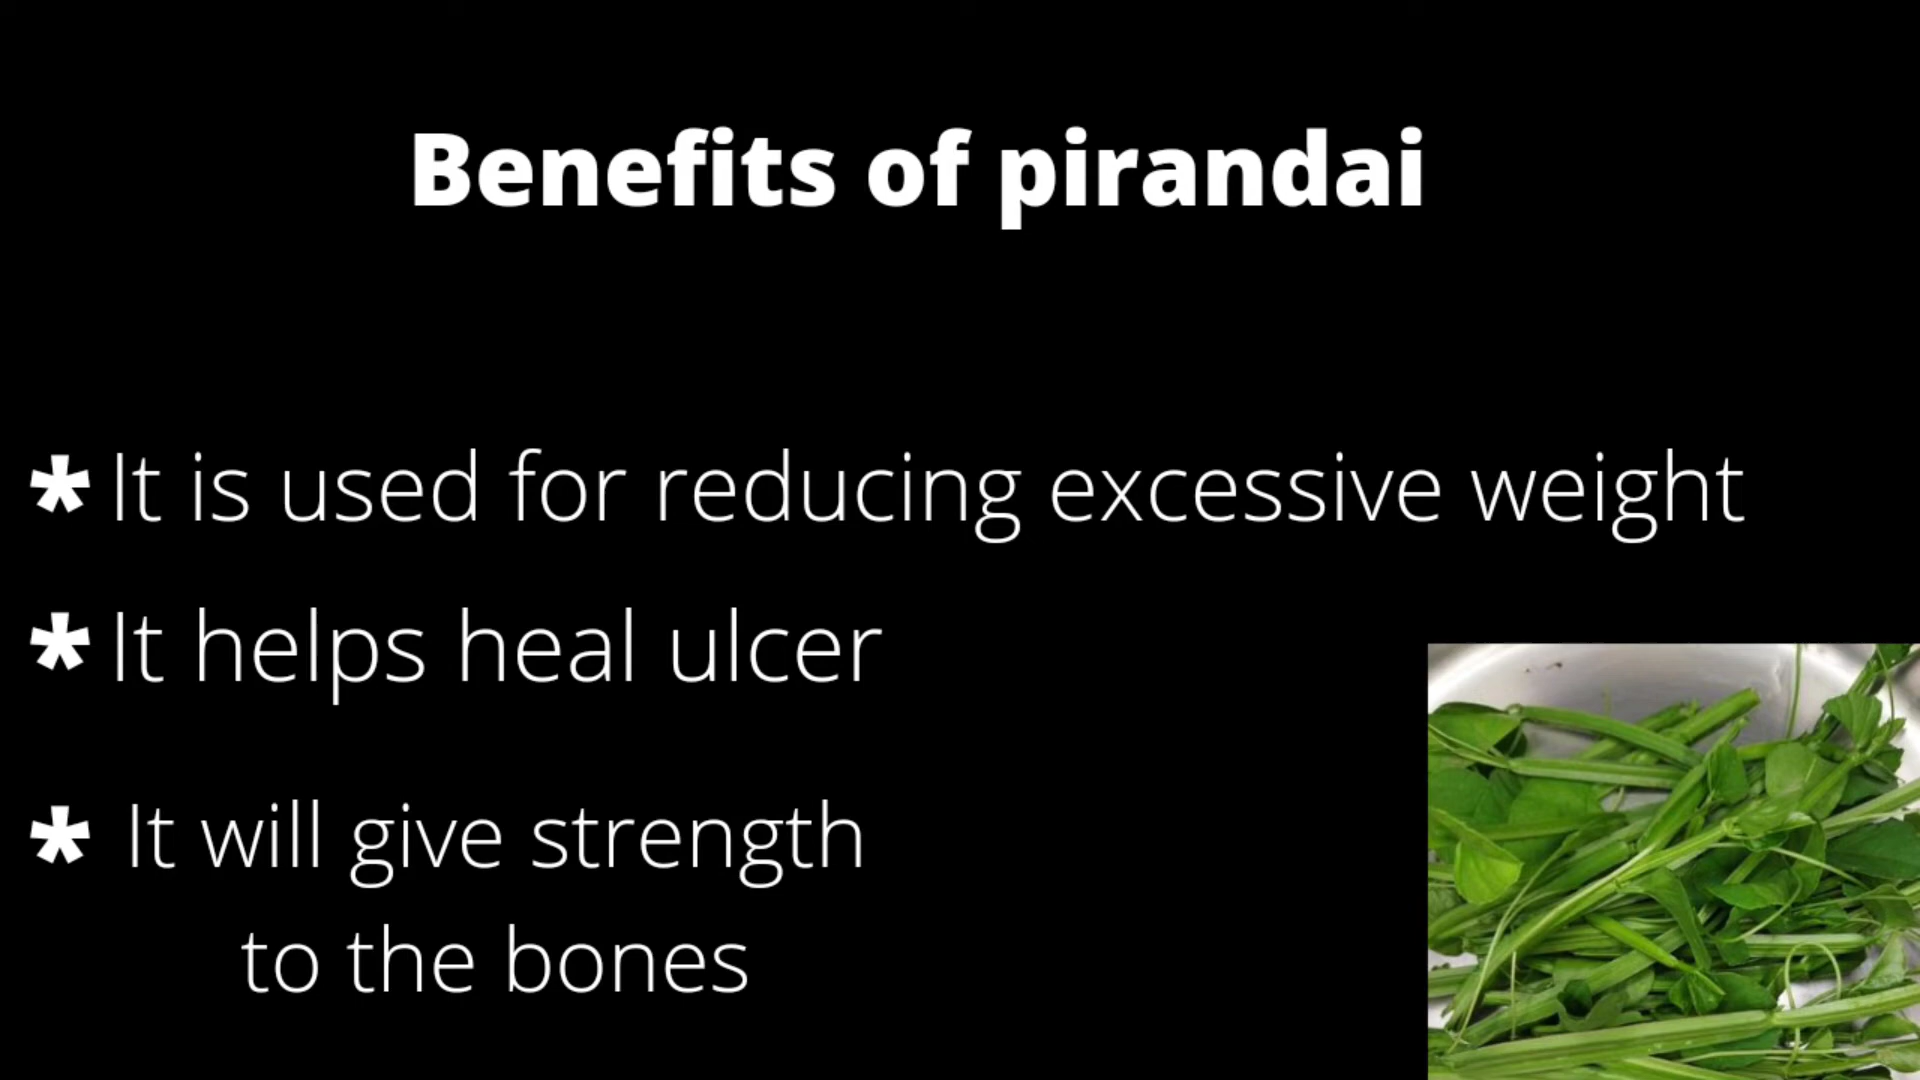 Benefits of pirandai
* It is used for reducing excessive weight
* It helps heal ulcer
* It will give strength
to the bones